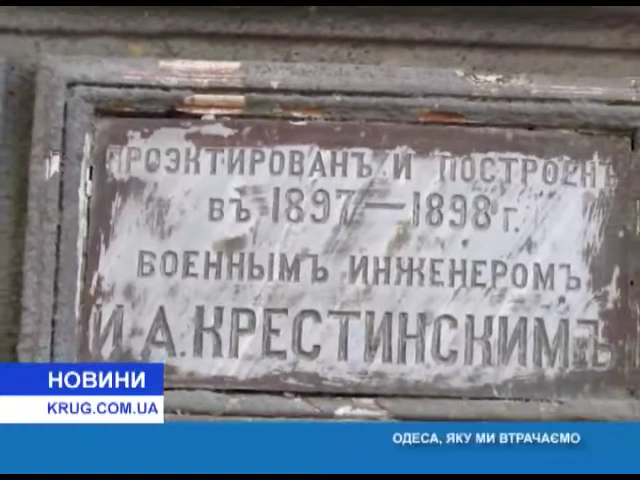 ПРОЭКТИРОВАНЪ И ПОСТРОЕНЪ
ВЪ 1897—1898 Г.
ВОЕННЫМЪ ИНЖЕНЕРОМЪ
И.А.КРЕСТИНСКИМЪ
НОВИНИ
KRUG.COM.UA
ОДЕСА, ЯКУ МИ ВТРАЧАЄМО